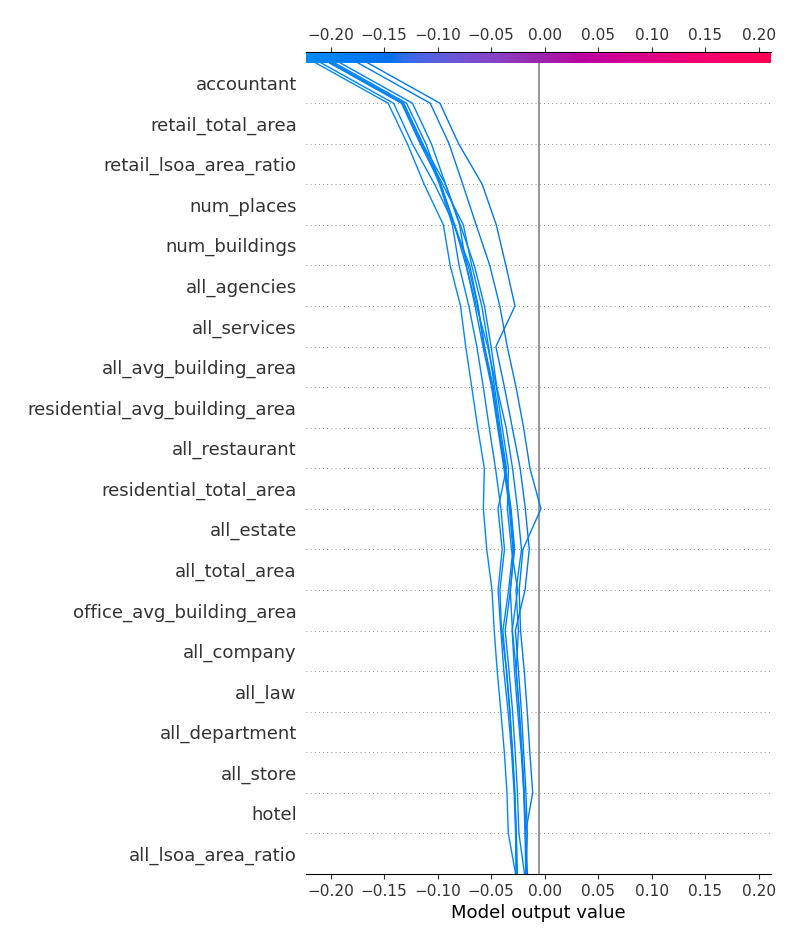 −0.20 −0.15 −0.10 −0.05 0.00 0.05 0.10 0.15 0.20
accountant
retail_total_area
retail_lsoa_area_ratio
num_places
num_buildings
all_agencies
all_services
all_avg_building_area
residential_avg_building_area
all_restaurant
residential_total_area
all_estate
all_total_area
office_avg_building_area
all_company
all_law
all_department
all_store
hotel
all_lsoa_area_ratio
−0.20 −0.15 −0.10 −0.05 0.00 0.05 0.10 0.15 0.20
Model output value